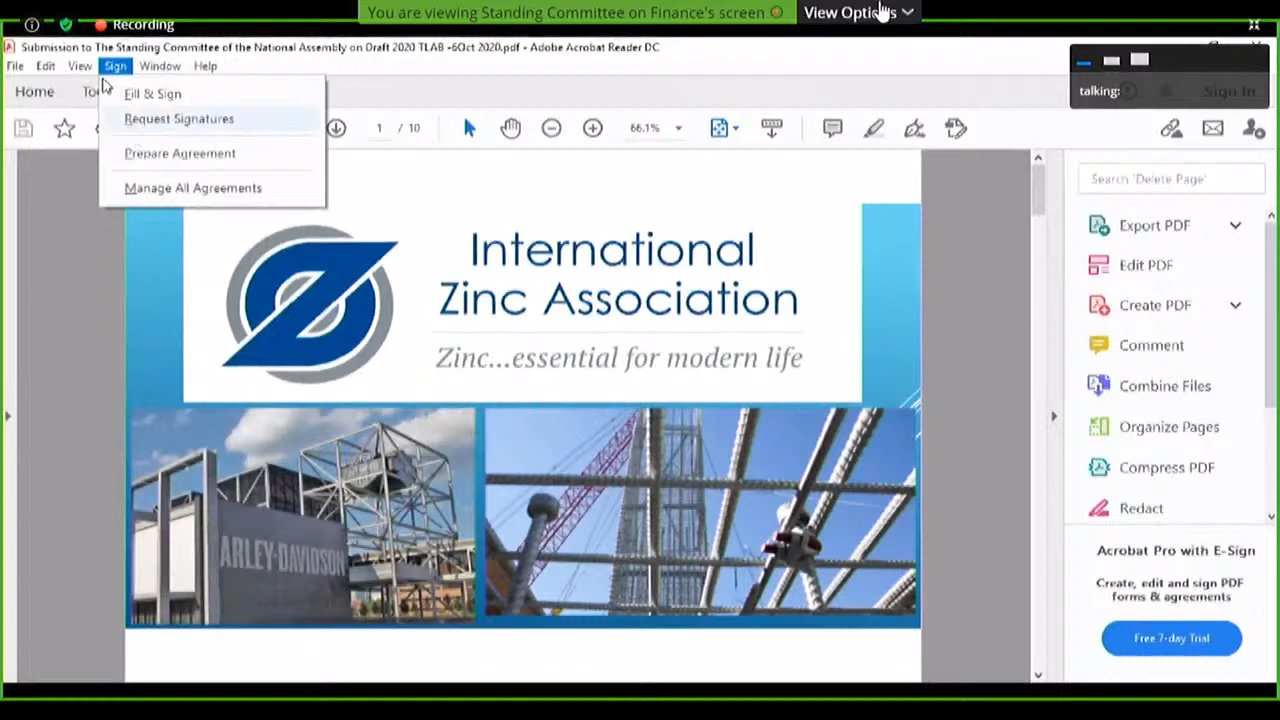 You are viewing Standing Committee on Finance's screen
View Options
Recording
Submission to The Standing Committee of the National Assembly on Draft 2020 TLAB -6Oct 2020.pdf - Adobe Acrobat Reader DC
File Edit View Sign Window Help
talking:
Home To Sign In
Fill & Sign
Request Signatures
Prepare Agreement
Manage All Agreements
1 / 10
66.1%
Search 'Delete Page'
Export PDF
Edit PDF
Create PDF
Comment
Combine Files
Organize Pages
Compress PDF
Redact
Acrobat Pro with E-Sign
Create, edit and sign PDF
forms & agreements
Free 7-day Trial
International
Zinc Association
Zinc...essential for modern life
ARLEY-DAVIDSON